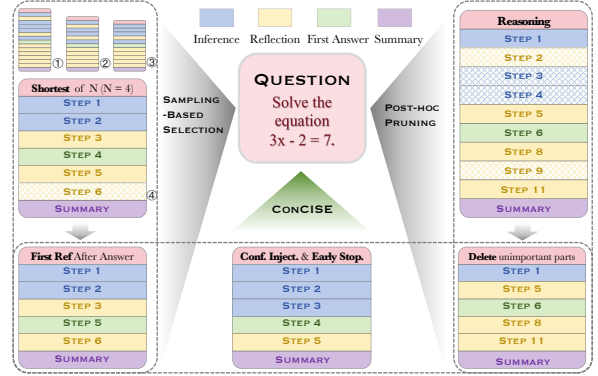 Inference
Reflection
First Answer
Summary
①
②
③
Shortest of N (N = 4)
STEP 1
STEP 2
STEP 3
STEP 4
STEP 5
STEP 6
④
SUMMARY
SAMPLING
-BASED
SELECTION
QUESTION
Solve the
equation
3x - 2 = 7.
POST-HOC
PRUNING
CONCISE
Reasoning
STEP 1
STEP 2
STEP 3
STEP 4
STEP 5
STEP 6
STEP 8
STEP 9
STEP 11
SUMMARY
First Ref After Answer
STEP 1
STEP 2
STEP 3
STEP 5
STEP 6
SUMMARY
Conf. Inject. & Early Stop.
STEP 1
STEP 2
STEP 3
STEP 4
STEP 5
SUMMARY
Delete unimportant parts
STEP 1
STEP 5
STEP 6
STEP 8
STEP 11
SUMMARY